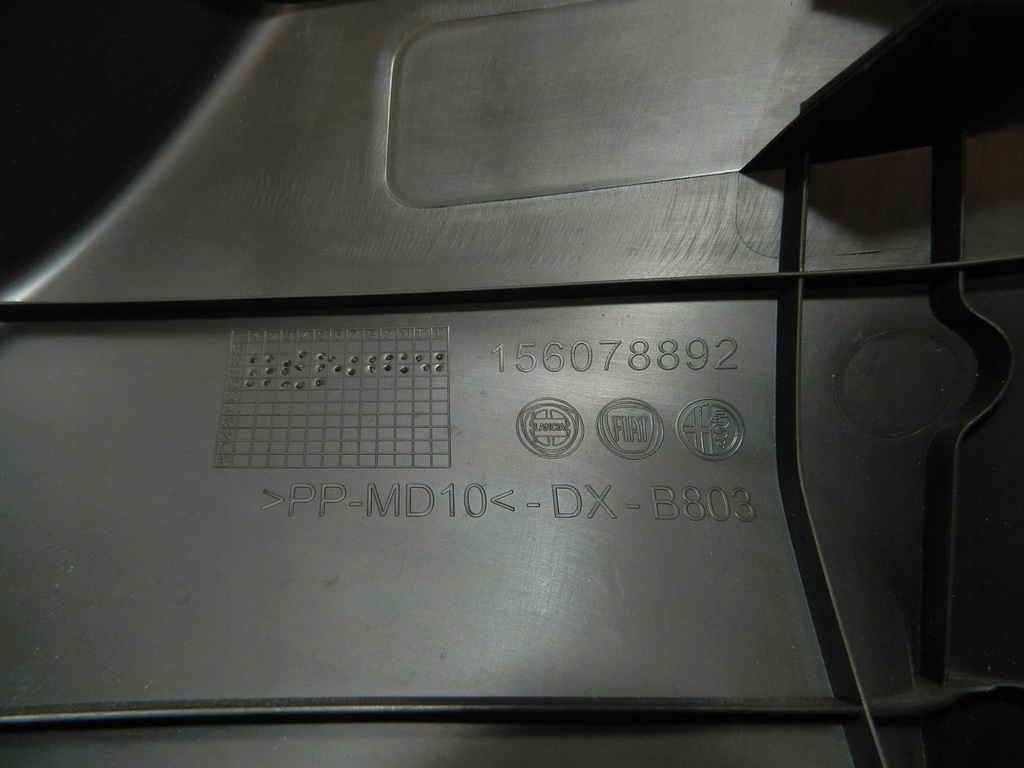 156078892
LANCIA FIAT
>PP-MD10<-DX-B803